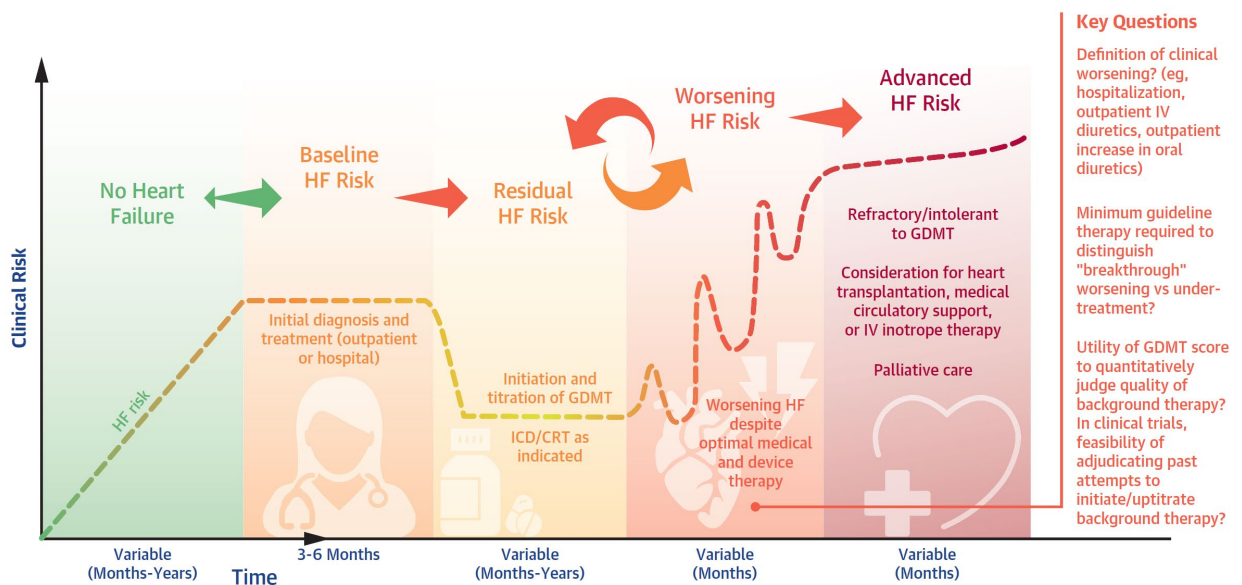 Key Questions
Definition of clinical
worsening? (eg,
hospitalization,
outpatient IV
diuretics, outpatient
increase in oral
diuretics)
Minimum guideline
therapy required to
distinguish
"breakthrough"
worsening vs under-
treatment?
Utility of GDMT score
to quantitatively
judge quality of
background therapy?
In clinical trials,
feasibility of
adjudicating past
attempts to
initiate/uptitrate
background therapy?
Clinical Risk
No Heart
Failure
Baseline
HF Risk
Residual
HF Risk
Worsening
HF Risk
Advanced
HF Risk
HF risk
Initial diagnosis and
treatment (outpatient
or hospital)
Initiation and
titration of GDMT
ICD/CRT as
indicated
Worsening HF
despite
optimal medical
and device
therapy
Refractory/intolerant
to GDMT
Consideration for heart
transplantation, medical
circulatory support,
or IV inotrope therapy
Palliative care
Variable
(Months-Years)
3-6 Months
Variable
(Months-Years)
Variable
(Months)
Variable
(Months)
Time